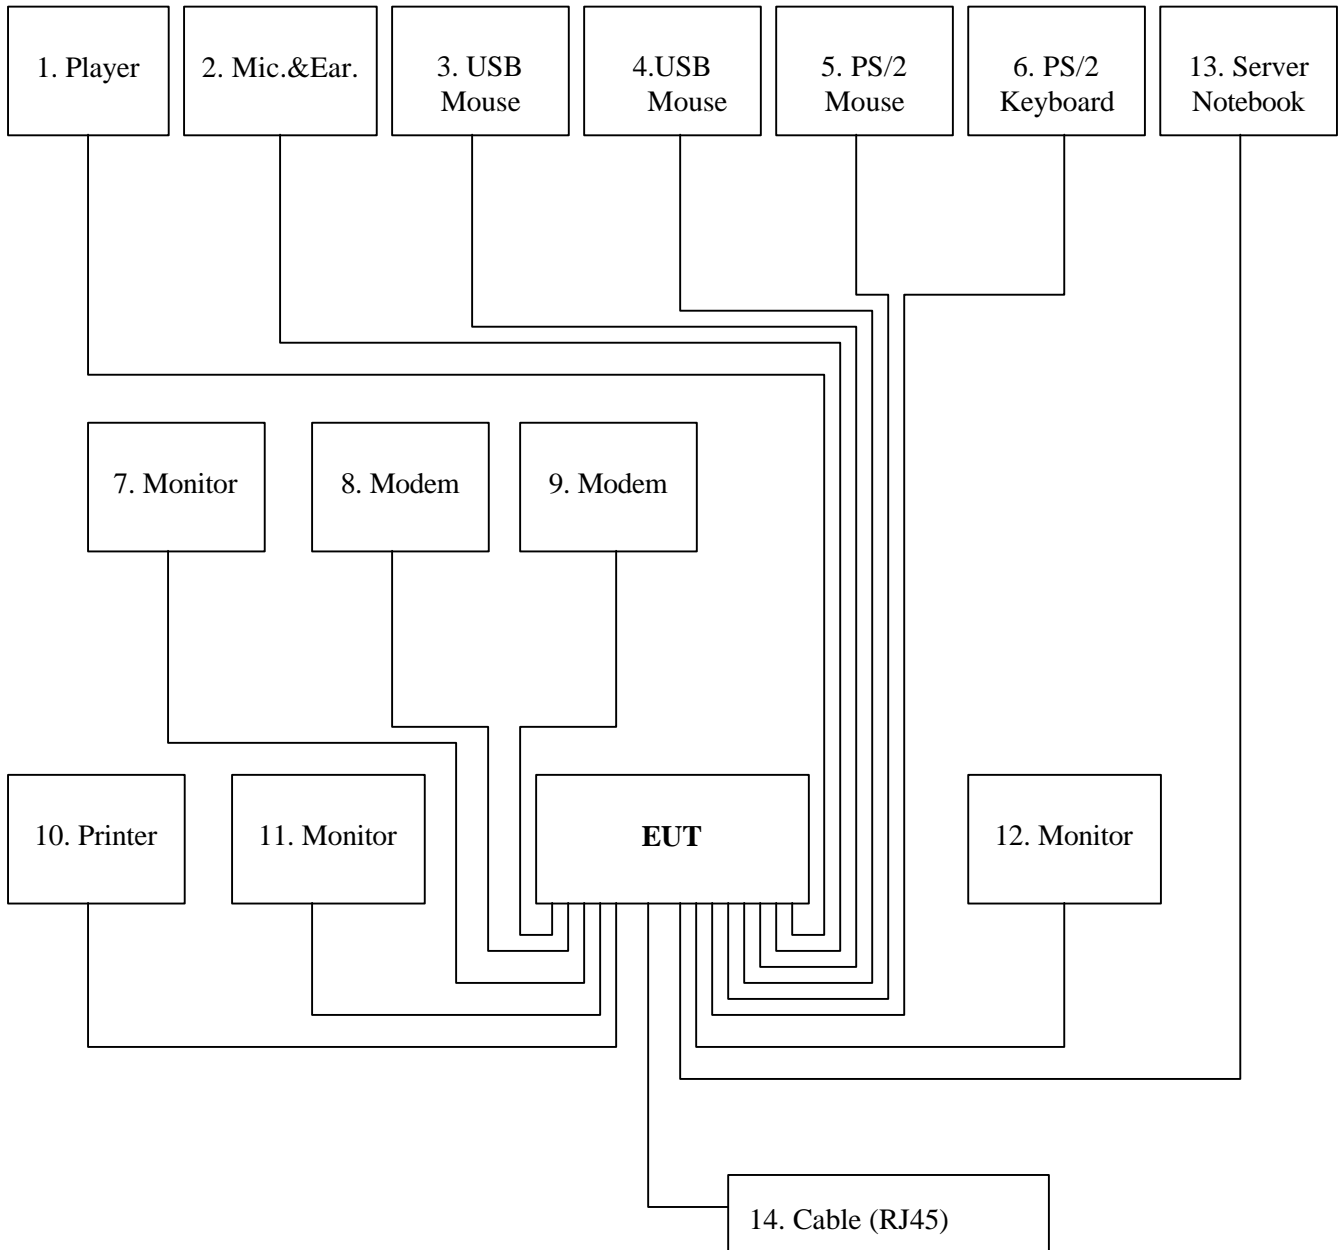 1. Player
2. Mic.&Ear.
3. USB
Mouse
4.USB
Mouse
5. PS/2
Mouse
6. PS/2
Keyboard
13. Server
Notebook
7. Monitor
8. Modem
9. Modem
10. Printer
11. Monitor
EUT
12. Monitor
14. Cable (RJ45)